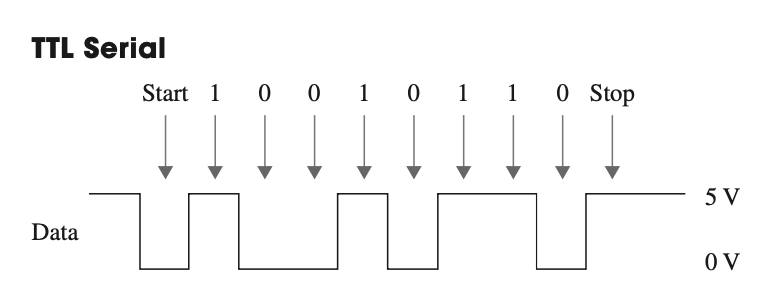 TTL Serial
Start 1 0 0 1 0 1 1 0 Stop
5 V
Data
0 V